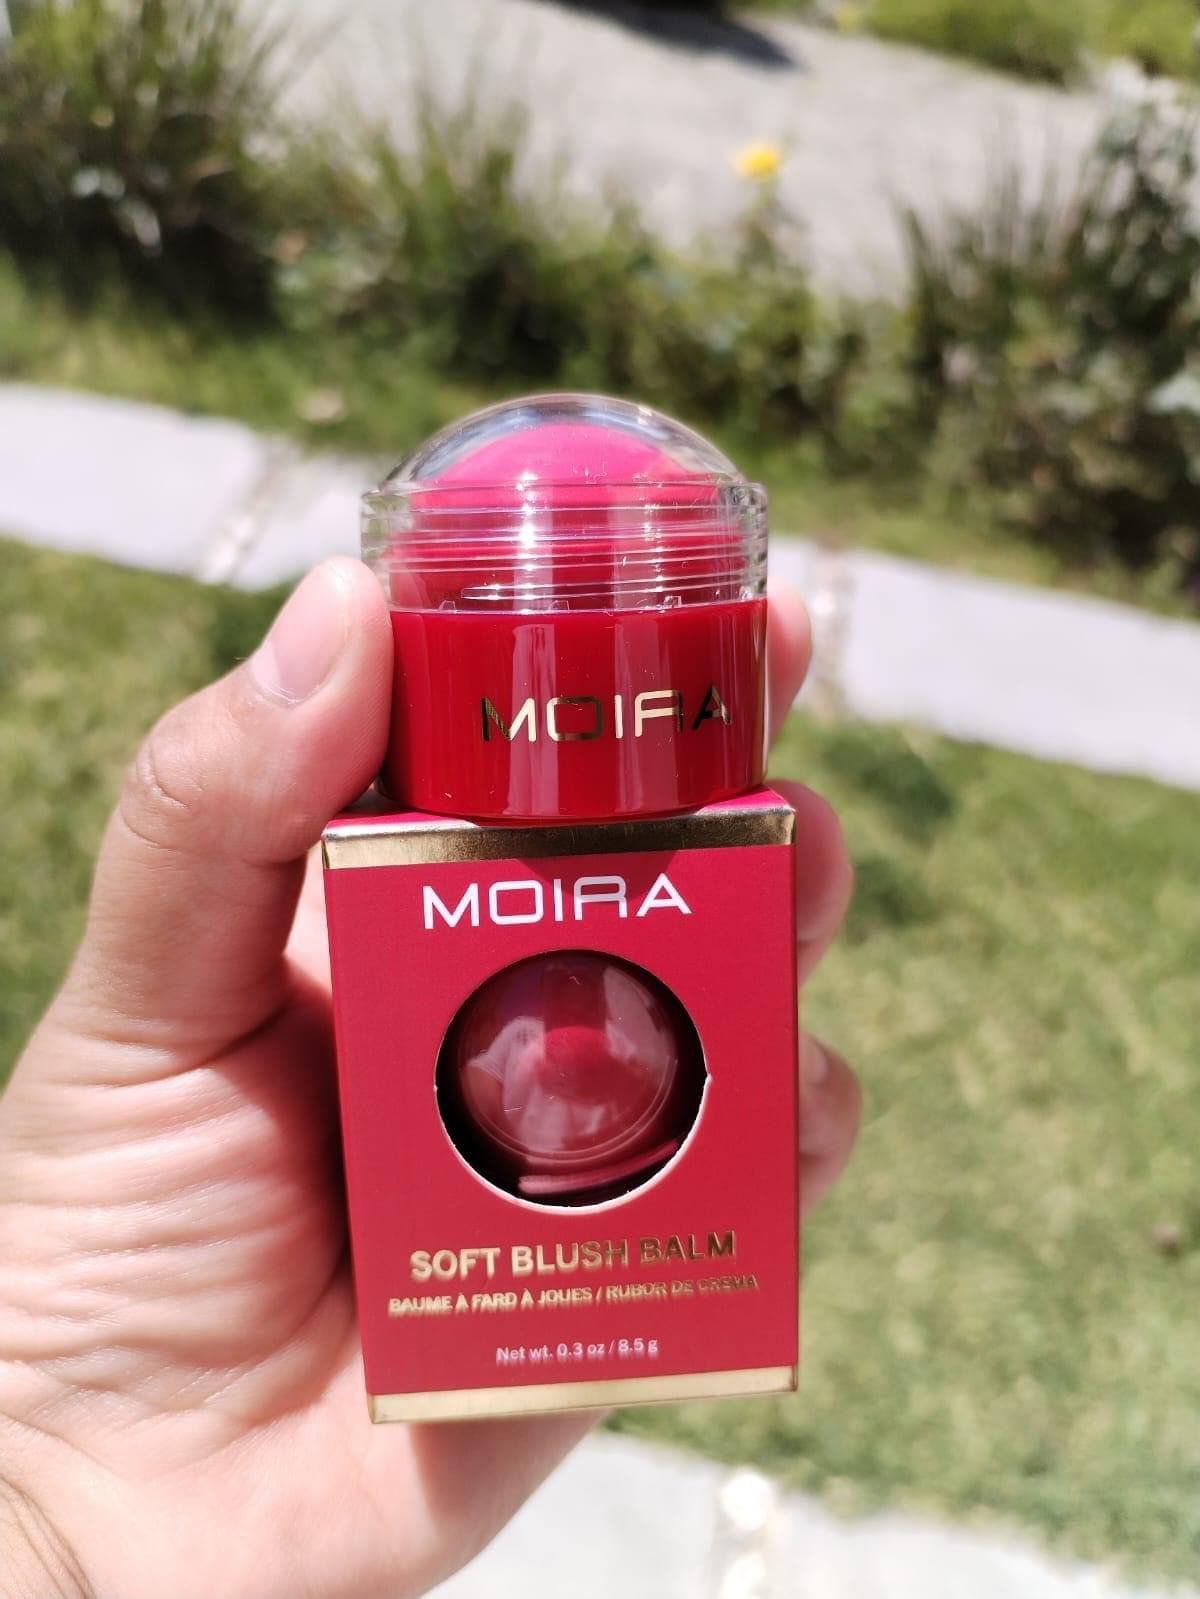 MOIRA
MOIRA
SOFT BLUSH BALM
BAUME À FARD À JOUES / RUBOR DE CREMA
Net wt. 0.3 oz / 8.5 g